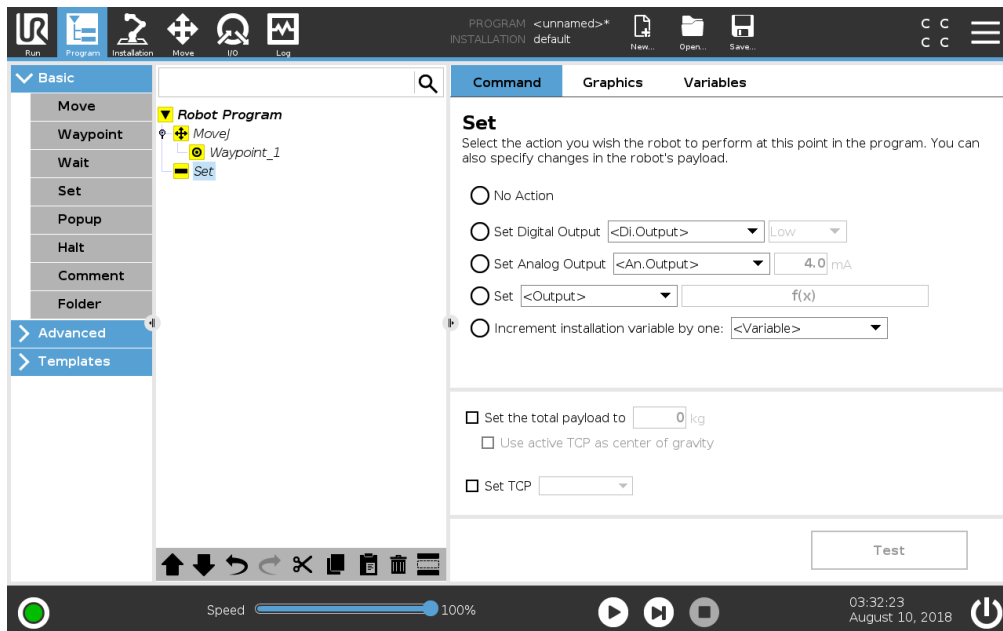 UR
Run
Program
Installation
Move
I/O
Log
PROGRAM <unnamed>*
INSTALLATION default
New...
Open...
Save...
C C
C C
Basic
Move
Waypoint
Wait
Set
Popup
Halt
Comment
Folder
Advanced
Templates
Robot Program
MoveJ
Waypoint_1
Set
Command Graphics Variables
Set
Select the action you wish the robot to perform at this point in the program. You can
also specify changes in the robot's payload.
No Action
Set Digital Output <Di.Output> Low
Set Analog Output <An.Output> 4.0 mA
Set <Output> f(x)
Increment installation variable by one: <Variable>
Set the total payload to 0 kg
Use active TCP as center of gravity
Set TCP
Test
Speed 100%
03:32:23
August 10, 2018